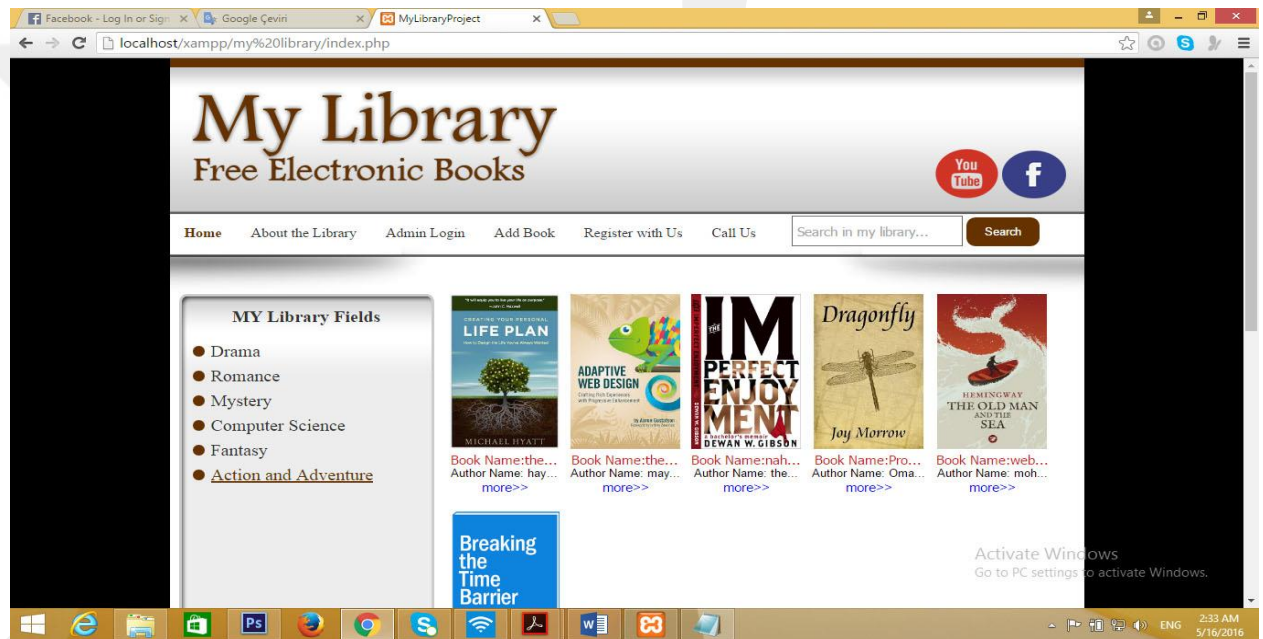 Facebook - Log In or Sign
Google Çeviri
MyLibraryProject
localhost/xampp/my%20library/index.php
My Library
Free Electronic Books
You
Tube
f
Home About the Library Admin Login Add Book Register with Us Call Us Search in my library... Search
MY Library Fields
Drama
Romance
Mystery
Computer Science
Fantasy
Action and Adventure
CREATING YOUR PERSONAL
LIFE PLAN
MICHAEL HYATT
Book Name:the...
Author Name: hay...
more>>
ADAPTIVE
WEB DESIGN
Book Name:the...
Author Name: may...
more>>
THE
IM
PERFECT
ENJOY
MENT
a bachelor's memoir
DEWAN W. GIBSON
Book Name:nah...
Author Name: the...
more>>
Dragonfly
Joy Morrow
Book Name:Pro...
Author Name: Oma...
more>>
HEMINGWAY
THE OLD MAN
AND THE
SEA
Book Name:web...
Author Name: moh...
more>>
Breaking
the
Time
Barrier
Activate Windows
Go to PC settings to activate Windows.
Ps
ENG
2:33 AM
5/16/2016